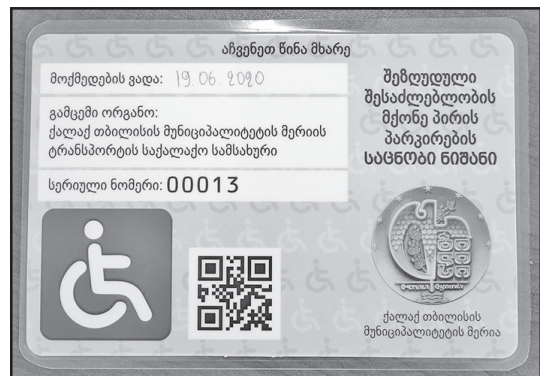 აჩვენეთ წინა მხარე
მოქმედების ვადა: 19.06.2020
გამცემი ორგანო:
ქალაქ თბილისის მუნიციპალიტეტის მერიის
ტრანსპორტის საქალაქო სამსახური
სერიული ნომერი: 00013
შეზღუდული
შესაძლებლობის
მქონე პირის
პარკირების
საცნობი ნიშანი
ქალაქ თბილისის
მუნიციპალიტეტის მერია